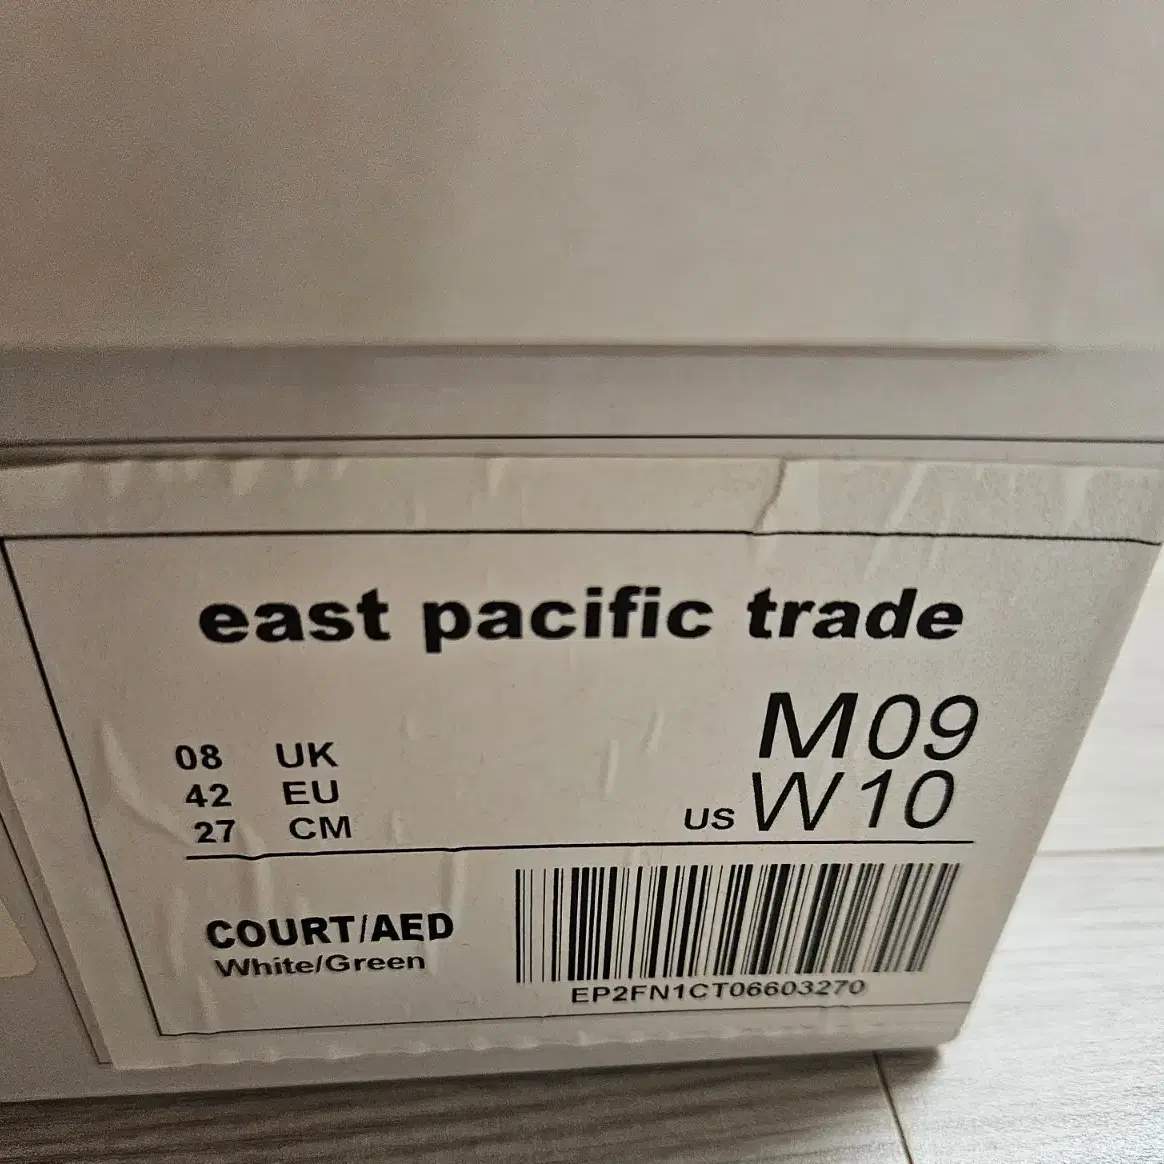 east pacific trade
08 UK
42 EU
27 CM
M09
US W10
COURT/AED
White/Green
EP2FN1CT06603270